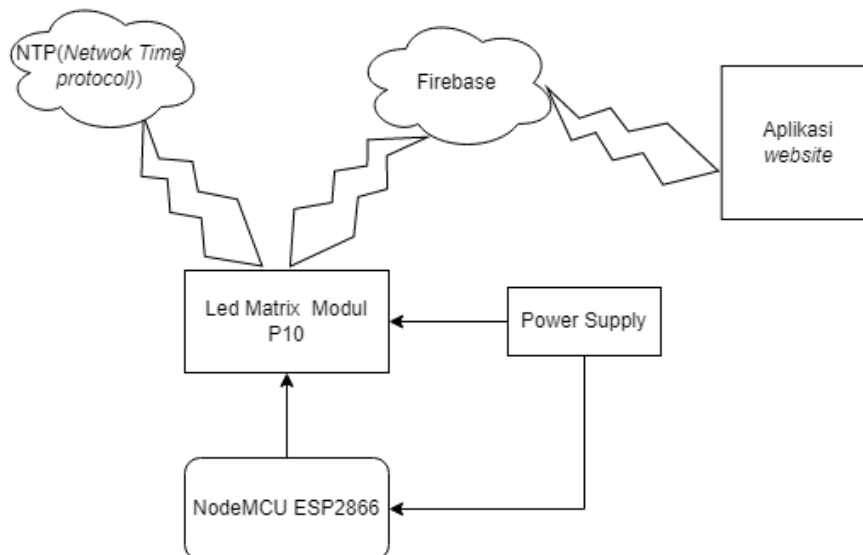 NTP(Netwok Time
protocol))
Firebase
Aplikasi
website
Led Matrix Modul
P10
Power Supply
NodeMCU ESP2866